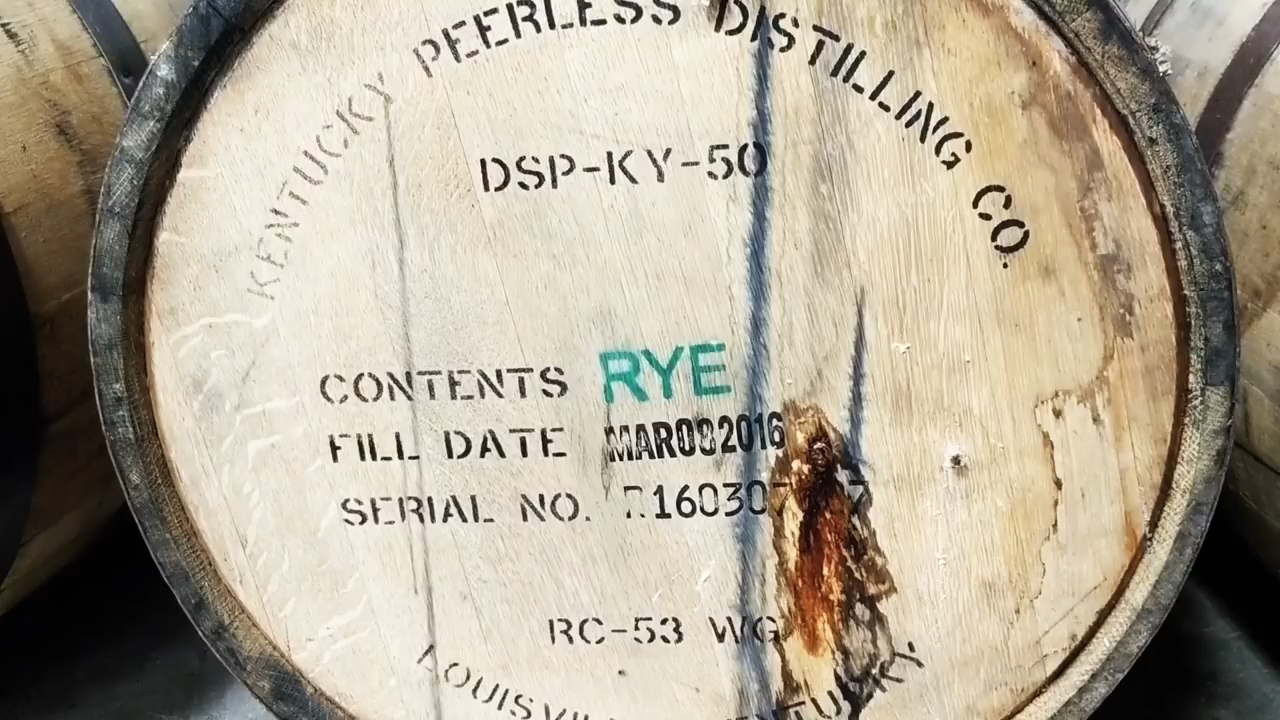 KENTUCKY PEERLESS DISTILLING CO.
DSP-KY-50
CONTENTS RYE
FILL DATE MAR082016
SERIAL NO.
RC-53 WG